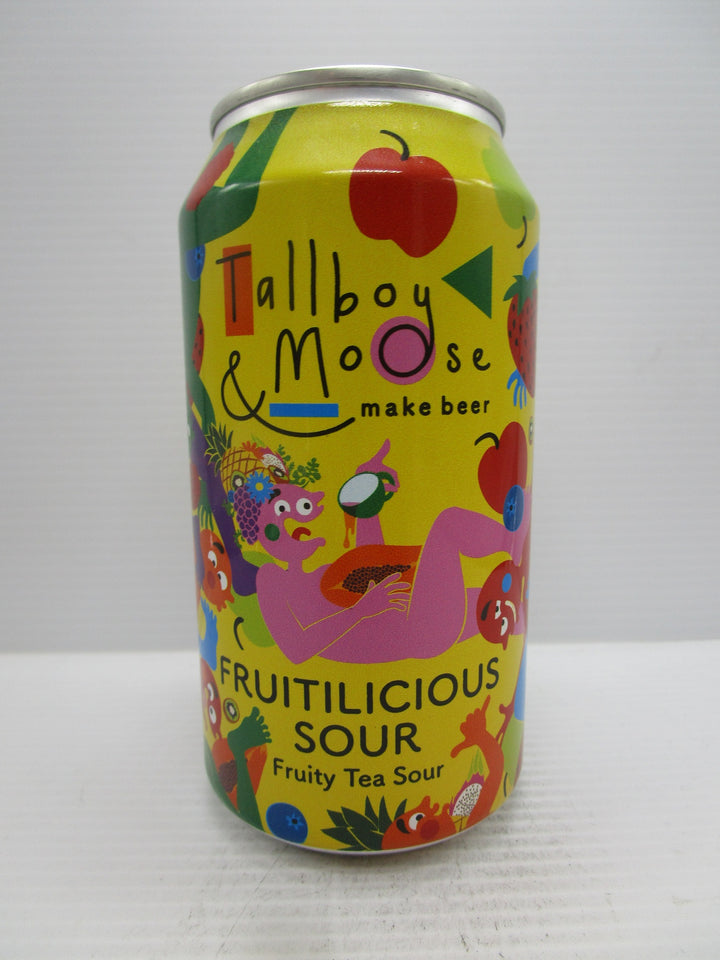 Tallboy
& Moose
make beer
FRUITILICIOUS
SOUR
Fruity Tea Sour